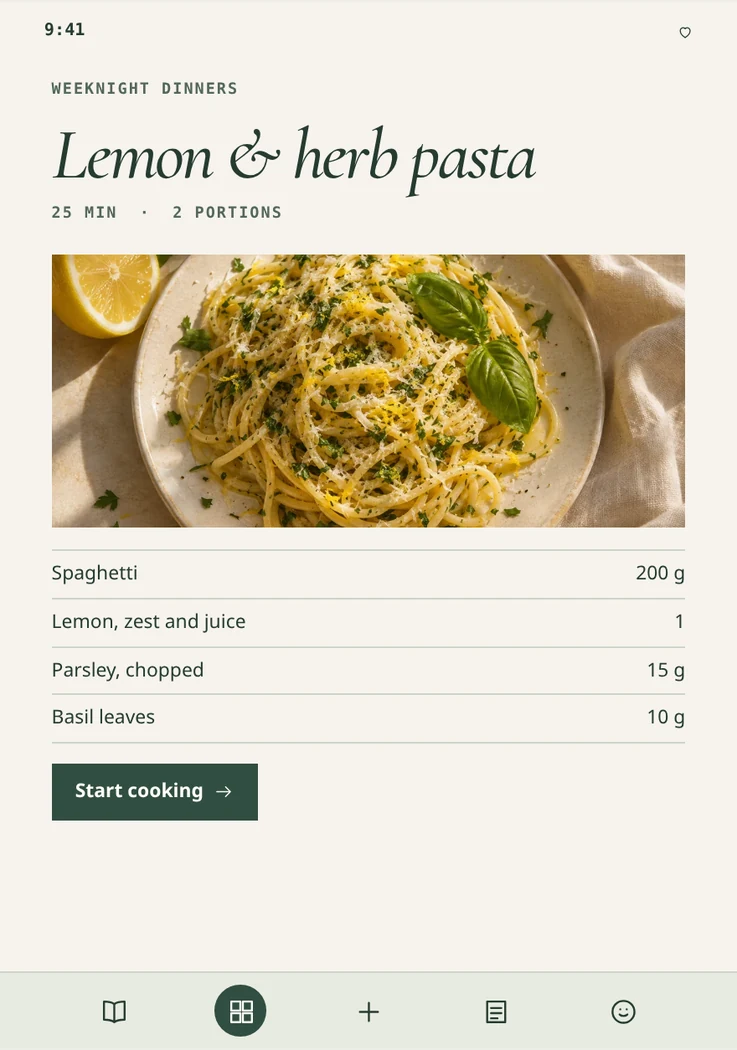 9:41
WEEKNIGHT DINNERS
Lemon & herb pasta
25 MIN · 2 PORTIONS
Spaghetti 200 g
Lemon, zest and juice 1
Parsley, chopped 15 g
Basil leaves 10 g
Start cooking →